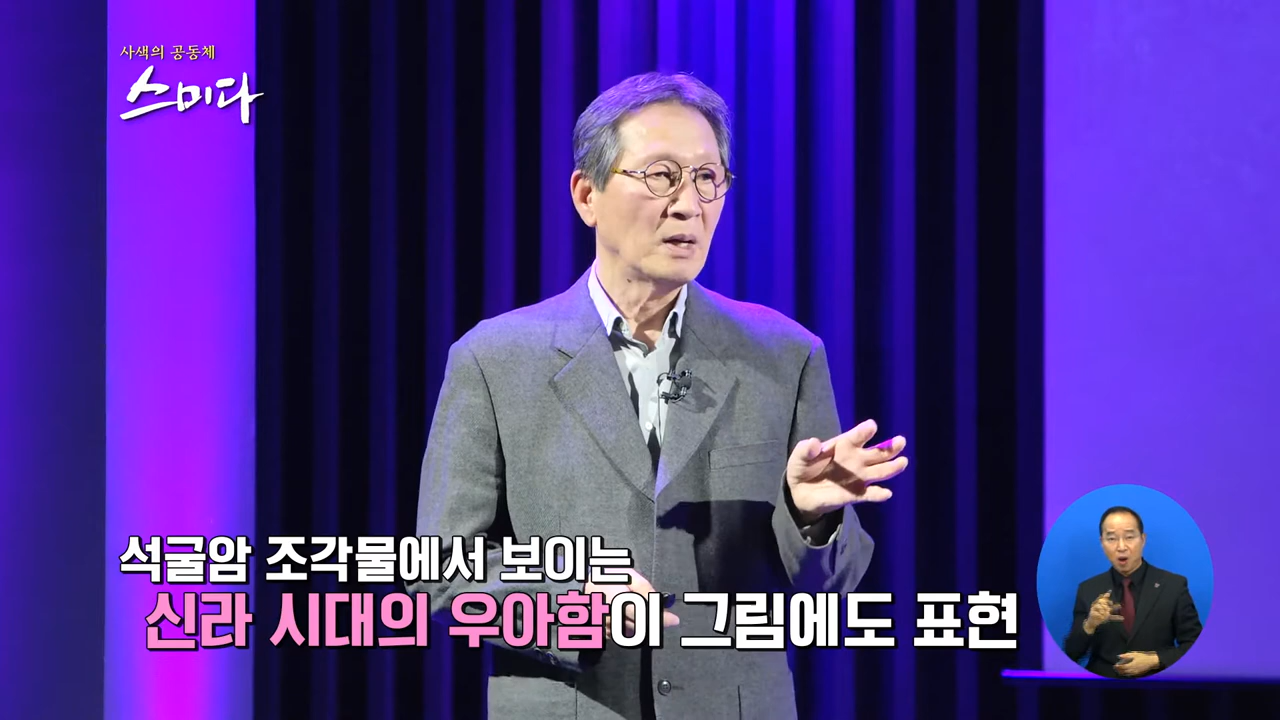 사색의 공동체
스미다
석굴암 조각물에서 보이는
신라 시대의 우아함이 그림에도 표현